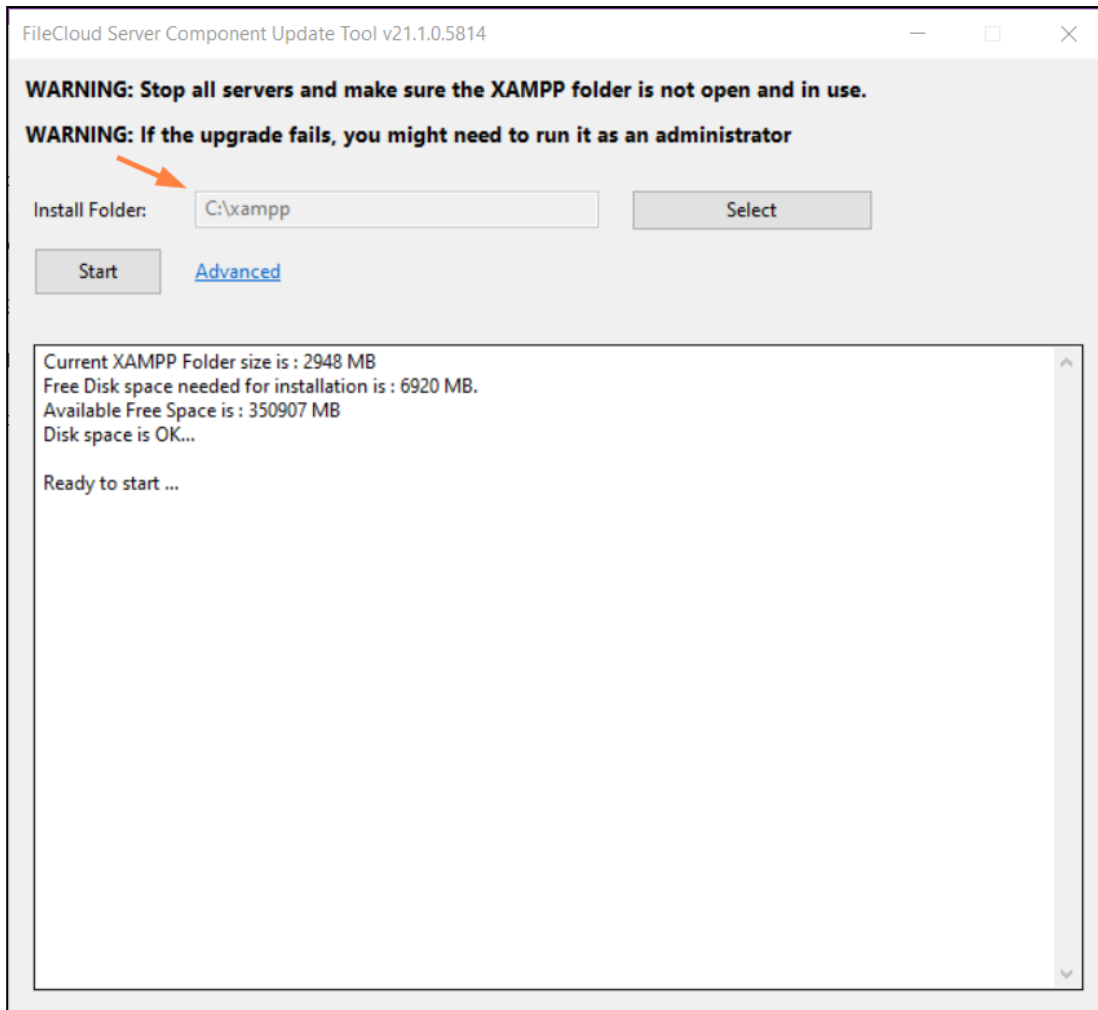 FileCloud Server Component Update Tool v21.1.0.5814
WARNING: Stop all servers and make sure the XAMPP folder is not open and in use.
WARNING: If the upgrade fails, you might need to run it as an administrator
Install Folder: C:\xampp Select
Start Advanced
Current XAMPP Folder size is : 2948 MB
Free Disk space needed for installation is : 6920 MB.
Available Free Space is : 350907 MB
Disk space is OK...
Ready to start ...